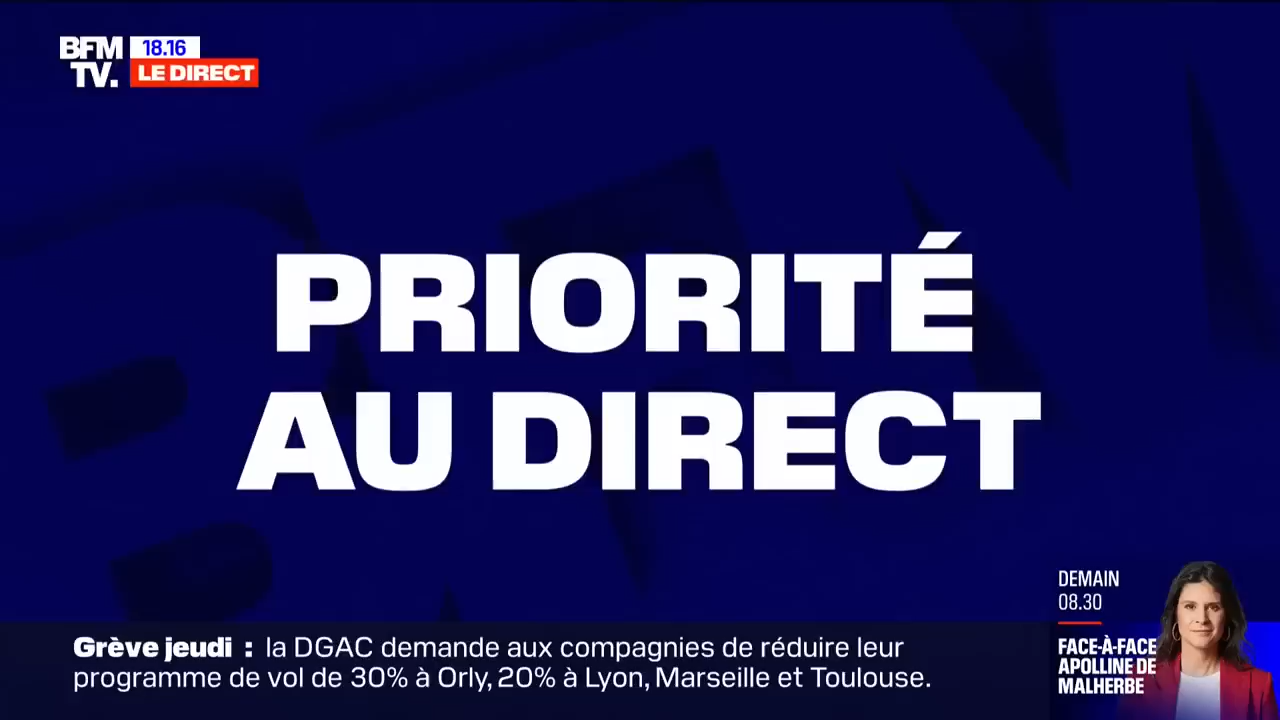 BFM
TV.
18.16
LE DIRECT
PRIORITÉ
AU DIRECT
DEMAIN
08.30
FACE-À-FACE
APOLLINE DE
MALHERBE
Grève jeudi : la DGAC demande aux compagnies de réduire leur
programme de vol de 30% à Orly, 20% à Lyon, Marseille et Toulouse.